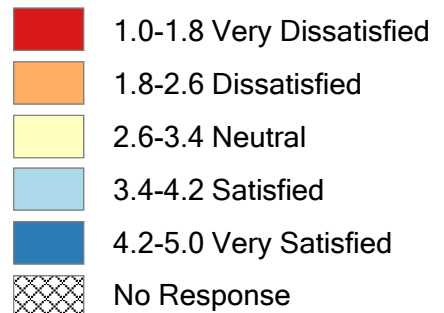 1.0-1.8 Very Dissatisfied
1.8-2.6 Dissatisfied
2.6-3.4 Neutral
3.4-4.2 Satisfied
4.2-5.0 Very Satisfied
No Response